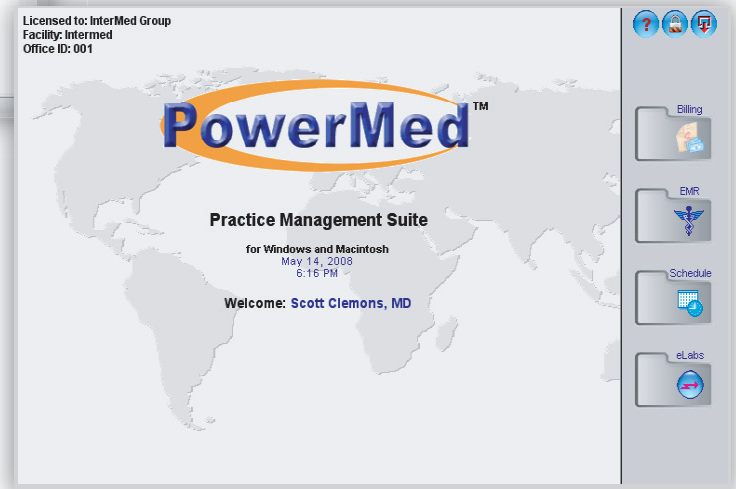 Licensed to: InterMed Group
Facility: Intermed
Office ID: 001
?
PowerMed™
Practice Management Suite
for Windows and Macintosh
May 14, 2008
6:16 PM
Welcome: Scott Clemons, MD
Billing
EMR
Schedule
eLabs